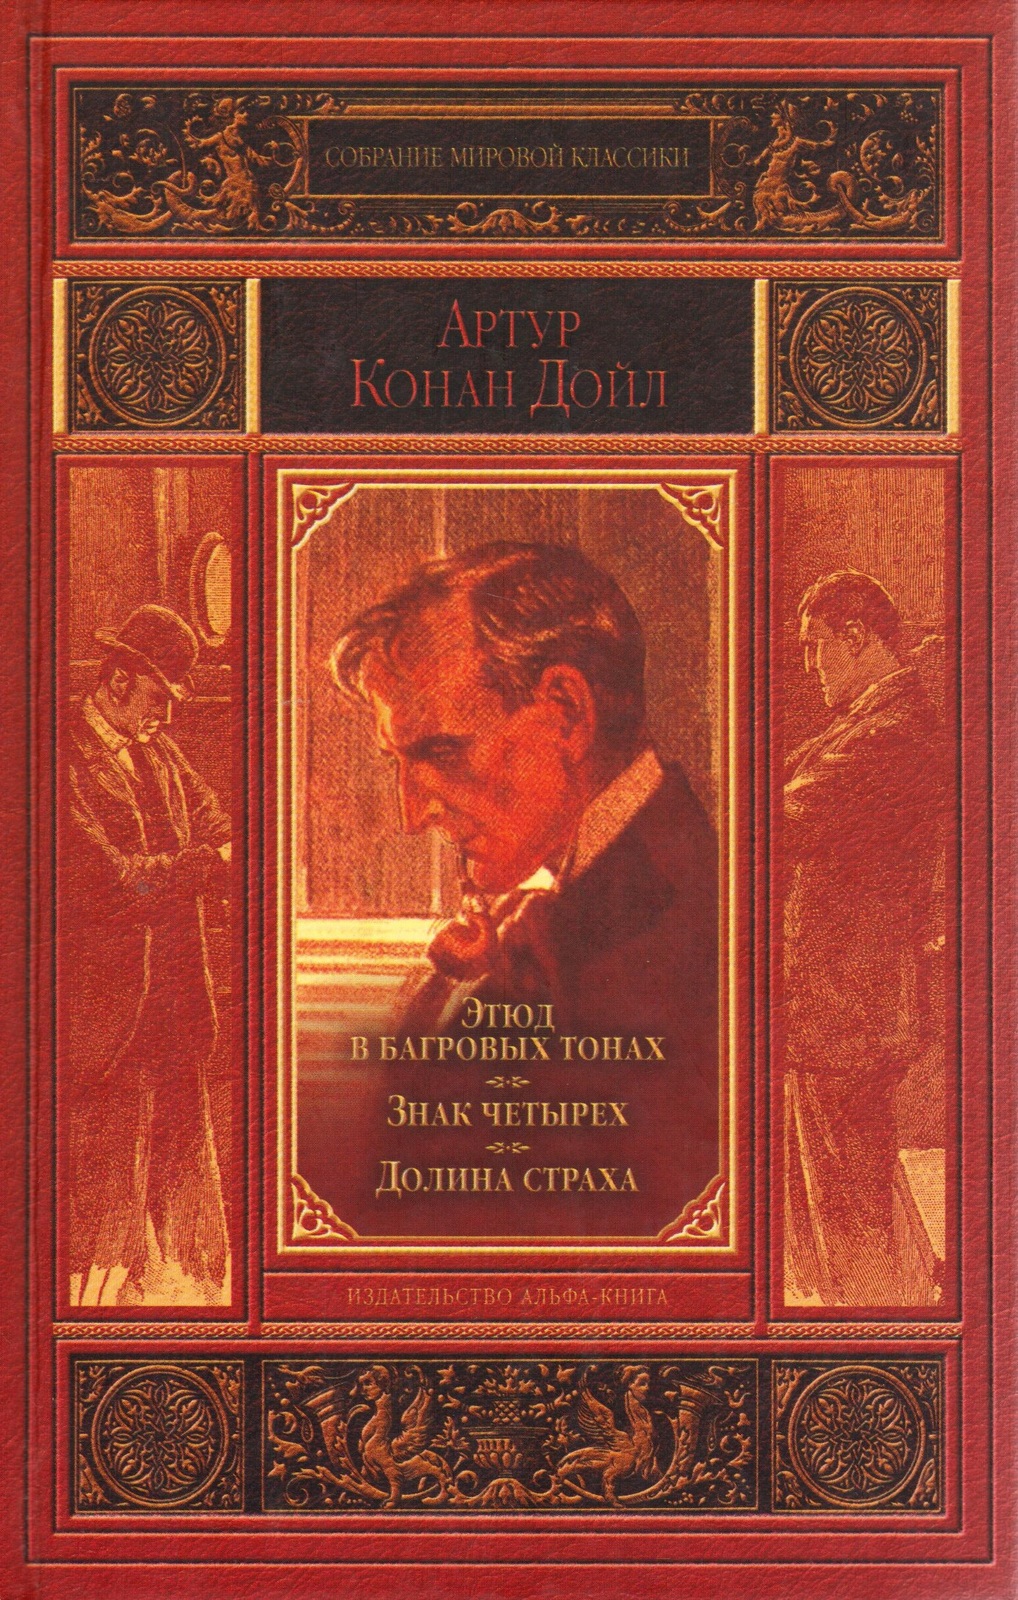 СОБРАНИЕ МИРОВОЙ КЛАССИКИ
АРТУР
КОНАН ДОЙЛ
ЭТЮД
В БАГРОВЫХ ТОНАХ
ЗНАК ЧЕТЫРЕХ
ДОЛИНА СТРАХА
ИЗДАТЕЛЬСТВО АЛЬФА-КНИГА